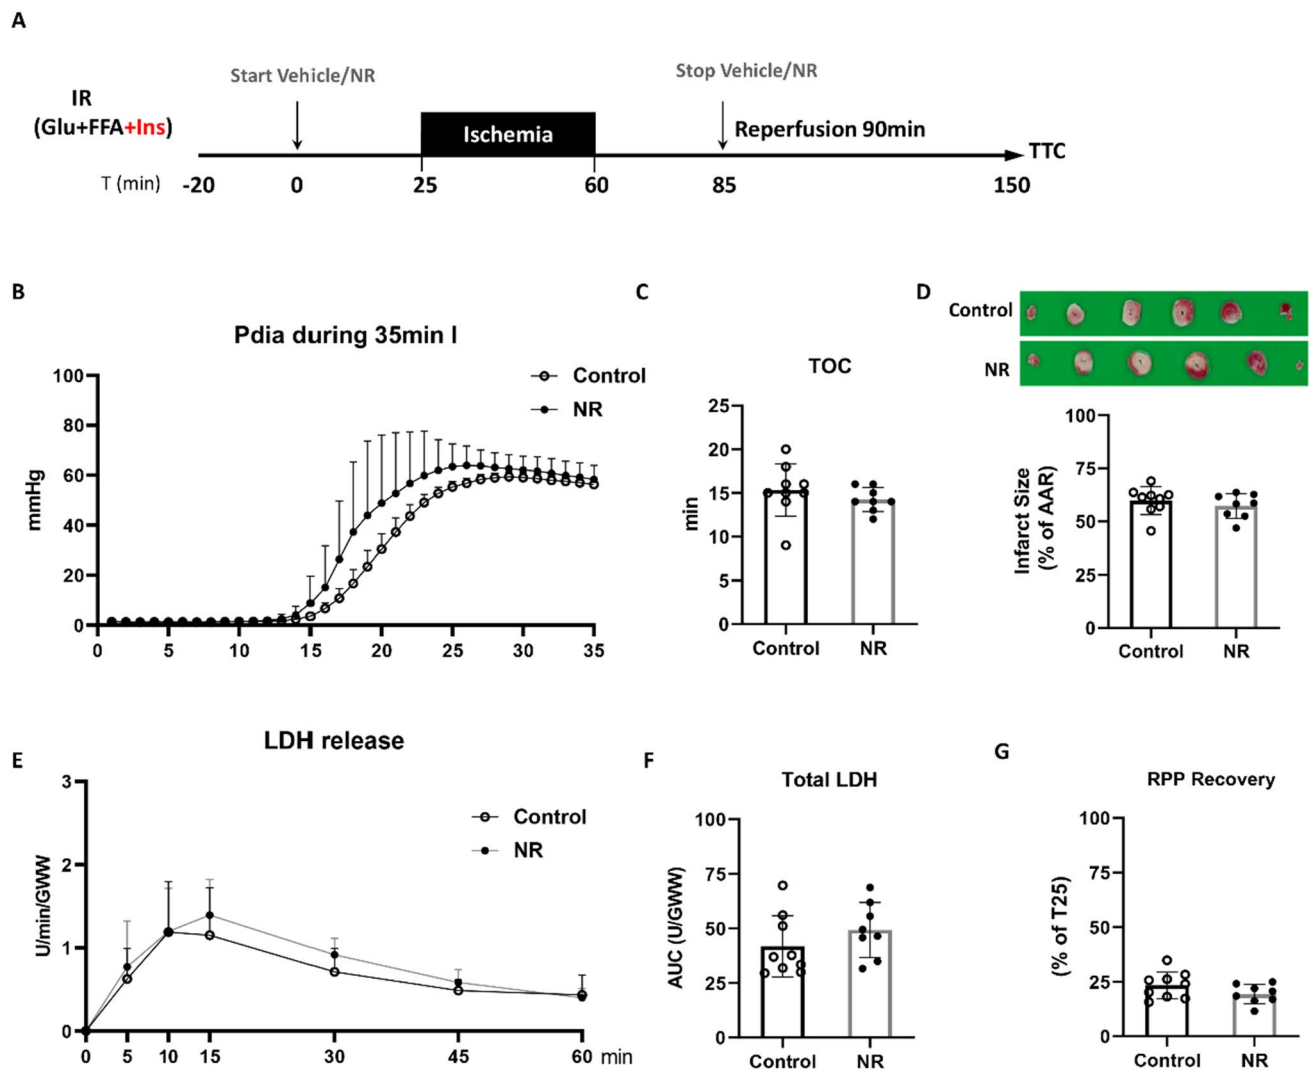 A
Start Vehicle/NR
Stop Vehicle/NR
IR
(Glu+FFA+Ins)
Ischemia
Reperfusion 90min
TTC
T (min)
-20
0
25
60
85
150
B
Pdia during 35min I
Control
NR
mmHg
100
80
60
40
20
0
0
5
10
15
20
25
30
35
C
TOC
min
25
20
15
10
5
0
Control
NR
D
Control
NR
Infarct Size
(% of AAR)
100
75
50
25
0
Control
NR
E
LDH release
Control
NR
U/min/GWW
3
2
1
0
0
5
10
15
30
45
60
min
F
Total LDH
AUC (U/GWW)
100
75
50
25
0
Control
NR
G
RPP Recovery
(% of T25)
100
75
50
25
0
Control
NR